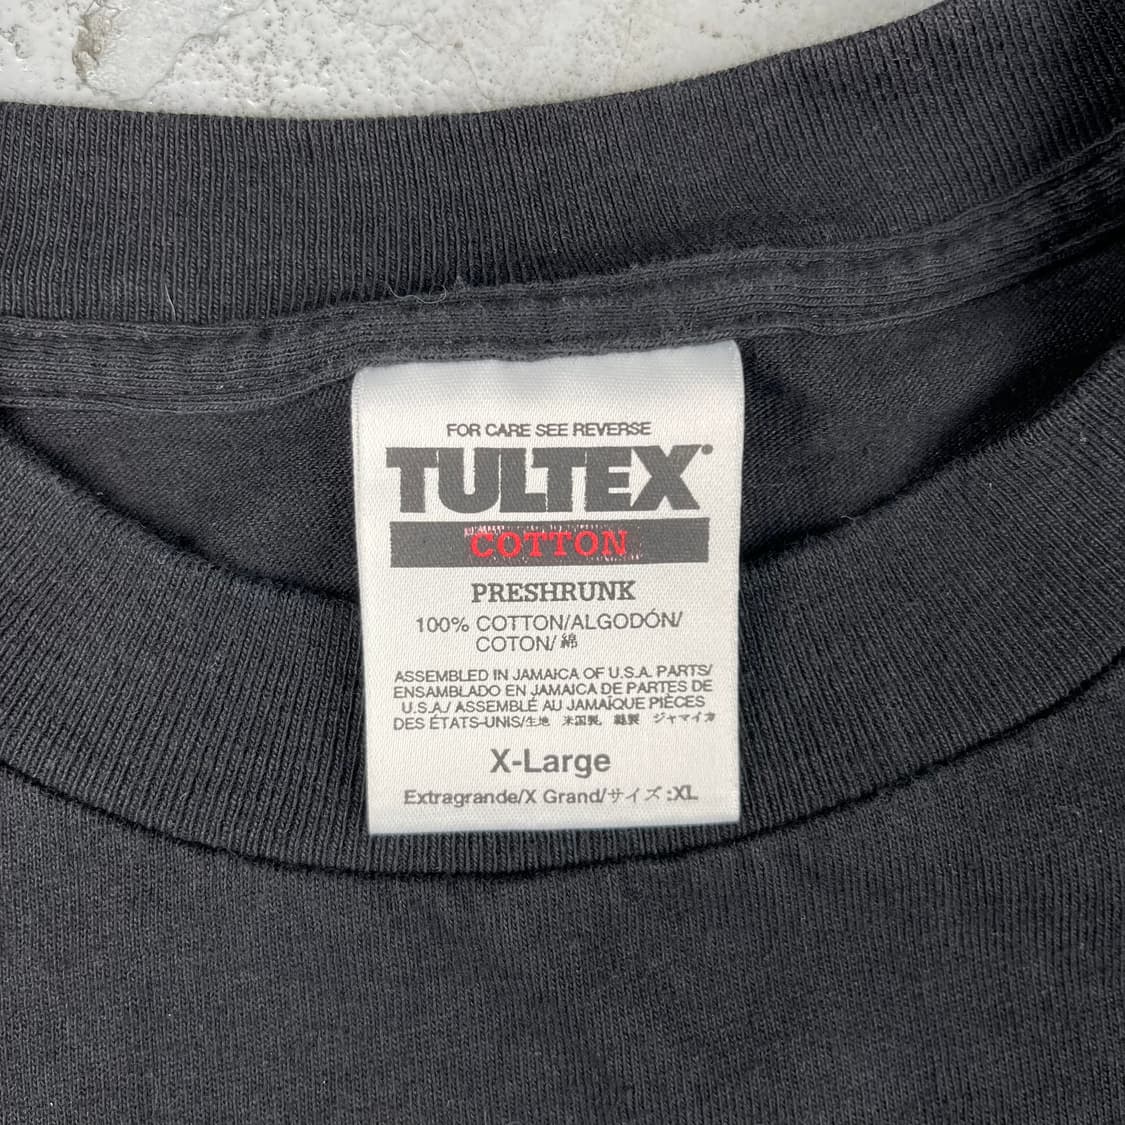 FOR CARE SEE REVERSE
TULTEX®
COTTON
PRESHRUNK
100% COTTON/ALGODÓN/
COTON/綿
ASSEMBLED IN JAMAICA OF U.S.A. PARTS/
ENSAMBLADO EN JAMAICA DE PARTES DE
U.S.A./ ASSEMBLÉ AU JAMAÏQUE PIÈCES
DES ÉTATS-UNIS/生地 米国製, 縫製 ジャマイカ
X-Large
Extragrande/X Grand/サイズ:XL